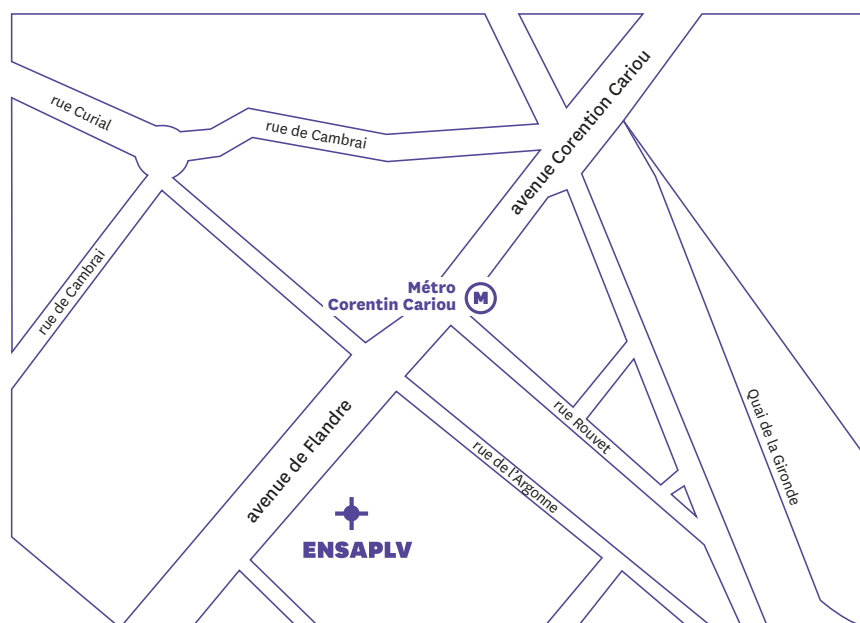 rue Curial
rue de Cambrai
avenue Corention Cariou
rue de Cambrai
Métro
Corentin Cariou
M
Quai de la Gironde
rue Rouvet
avenue de Flandre
rue de l'Argonne
ENSAPLV